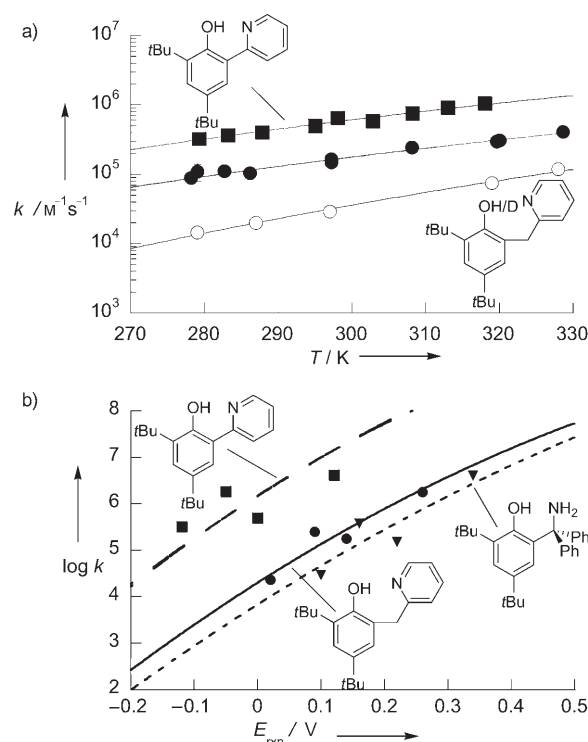 a)
10⁷
10⁶
10⁵
10⁴
10³
k / M⁻¹s⁻¹
OH
N
tBu
tBu
OH/D
N
tBu
tBu
270 280 290 300 310 320 330
T / K
b)
8
7
6
5
4
3
2
log k
OH
N
tBu
tBu
OH
NH₂
tBu
Ph
Ph
tBu
OH
N
tBu
tBu
−0.2 −0.1 0 0.1 0.2 0.3 0.4 0.5
E_rxn / V